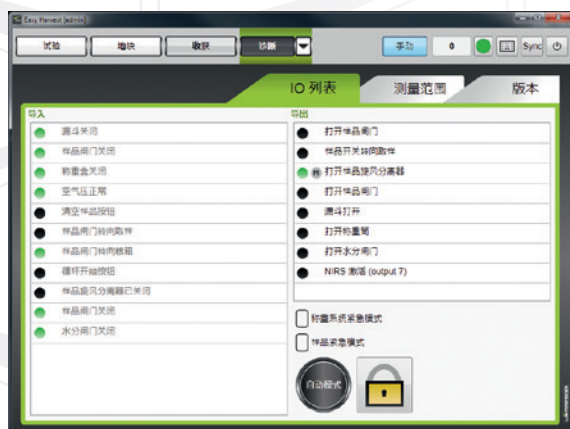 Easy Harvest [admin]
试验 地块 收获 诊断 手动 0 Sync
IO 列表 测量范围 版本
导入
漏斗关闭
样品闸门关闭
称重盒关闭
空气压正常
清空样品按钮
样品闸门转向取样
样品闸门转向粮箱
循环开始按钮
样品旋风分离器已关闭
样品闸门关闭
水分闸门关闭
导出
打开样品闸门
样品开关转向取样
M 打开样品旋风分离器
打开样品闸门
漏斗打开
打开称重筒
打开水分闸门
NIRS 激活 (output 7)
称重系统紧急模式
样品紧急模式
自动模式